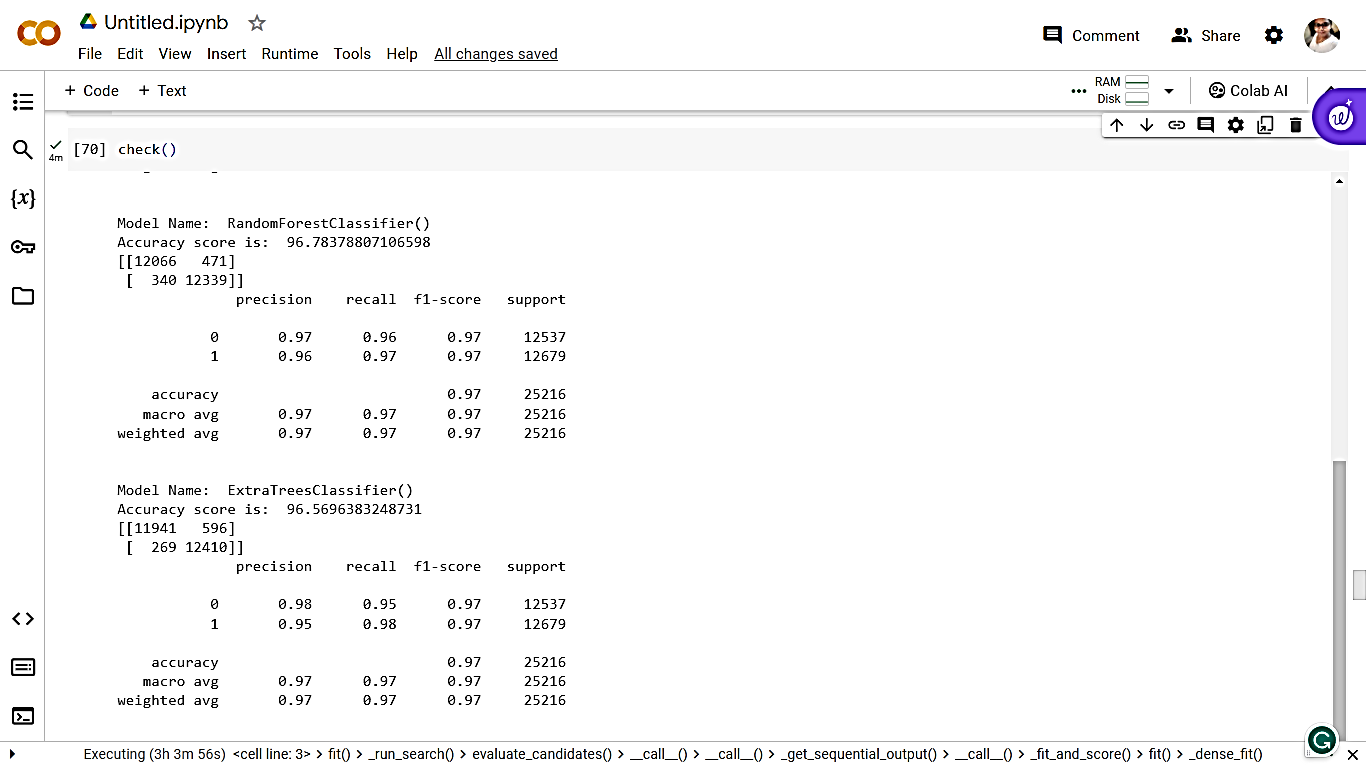 Untitled.ipynb
File Edit View Insert Runtime Tools Help All changes saved
Comment Share
+ Code + Text
RAM
Disk
Colab AI
4m
[70] check()
Model Name:  RandomForestClassifier()
Accuracy score is:  96.78378807106598
[[12066   471]
 [  340 12339]]
              precision    recall  f1-score   support
           0       0.97      0.96      0.97     12537
           1       0.96      0.97      0.97     12679
    accuracy                           0.97     25216
   macro avg       0.97      0.97      0.97     25216
weighted avg       0.97      0.97      0.97     25216
Model Name:  ExtraTreesClassifier()
Accuracy score is:  96.5696383248731
[[11941   596]
 [  269 12410]]
              precision    recall  f1-score   support
           0       0.98      0.95      0.97     12537
           1       0.95      0.98      0.97     12679
    accuracy                           0.97     25216
   macro avg       0.97      0.97      0.97     25216
weighted avg       0.97      0.97      0.97     25216
Executing (3h 3m 56s) <cell line: 3> > fit() > _run_search() > evaluate_candidates() > __call__() > __call__() > _get_sequential_output() > __call__() > _fit_and_score() > fit() > _dense_fit()